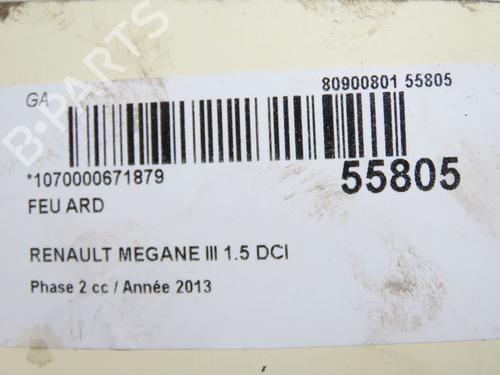 GA
80900801 55805
*1070000671879
55805
FEU ARD
RENAULT MEGANE III 1.5 DCI
Phase 2 cc / Année 2013
B-PARTS